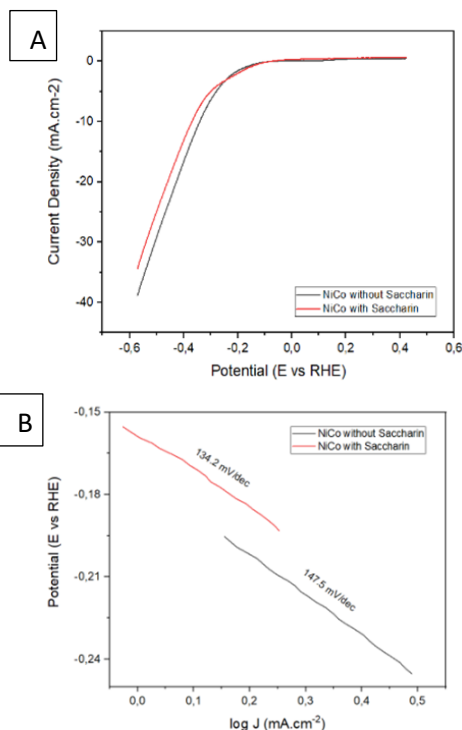 A
Current Density (mA.cm-2)
0
-10
-20
-30
-40
NiCo without Saccharin
NiCo with Saccharin
-0,6
-0,4
-0,2
0,0
0,2
0,4
0,6
Potential (E vs RHE)
B
Potential (E vs RHE)
-0,15
-0,18
-0,21
-0,24
NiCo without Saccharin
NiCo with Saccharin
134.2 mV/dec
147.5 mV/dec
0,0
0,1
0,2
0,3
0,4
0,5
log J (mA.cm⁻²)